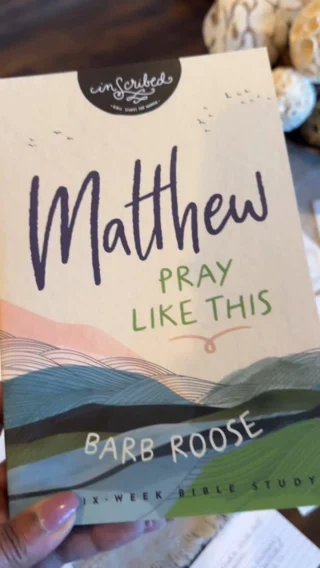 inscribed
Matthew
PRAY
LIKE THIS
BARB ROOSE
IX-WEEK BIBLE STUDY